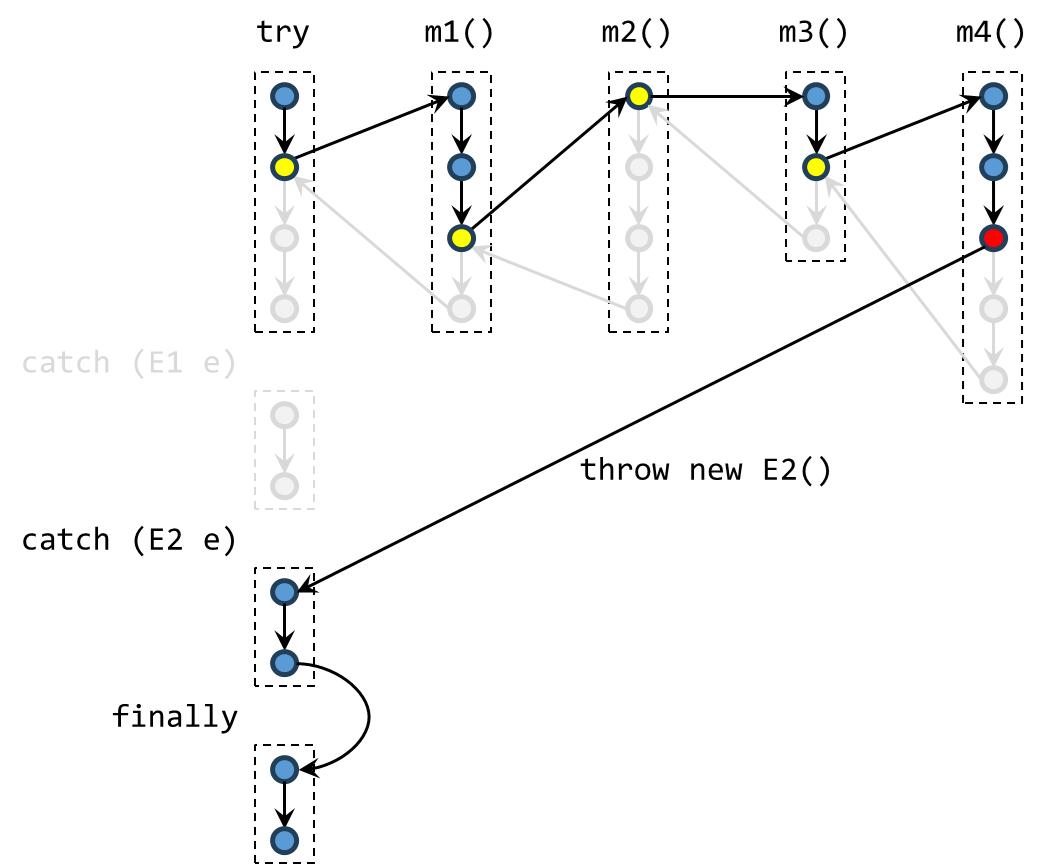 try m1() m2() m3() m4()
catch (E1 e)
throw new E2()
catch (E2 e)
finally